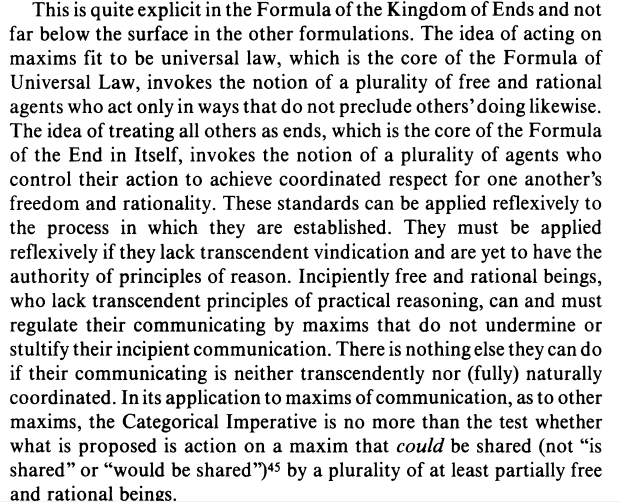 This is quite explicit in the Formula of the Kingdom of Ends and not
far below the surface in the other formulations. The idea of acting on
maxims fit to be universal law, which is the core of the Formula of
Universal Law, invokes the notion of a plurality of free and rational
agents who act only in ways that do not preclude others' doing likewise.
The idea of treating all others as ends, which is the core of the Formula
of the End in Itself, invokes the notion of a plurality of agents who
control their action to achieve coordinated respect for one another's
freedom and rationality. These standards can be applied reflexively to
the process in which they are established. They must be applied
reflexively if they lack transcendent vindication and are yet to have the
authority of principles of reason. Incipiently free and rational beings,
who lack transcendent principles of practical reasoning, can and must
regulate their communicating by maxims that do not undermine or
stultify their incipient communication. There is nothing else they can do
if their communicating is neither transcendently nor (fully) naturally
coordinated. In its application to maxims of communication, as to other
maxims, the Categorical Imperative is no more than the test whether
what is proposed is action on a maxim that could be shared (not “is
shared” or “would be shared”)45 by a plurality of at least partially free
and rational beings.